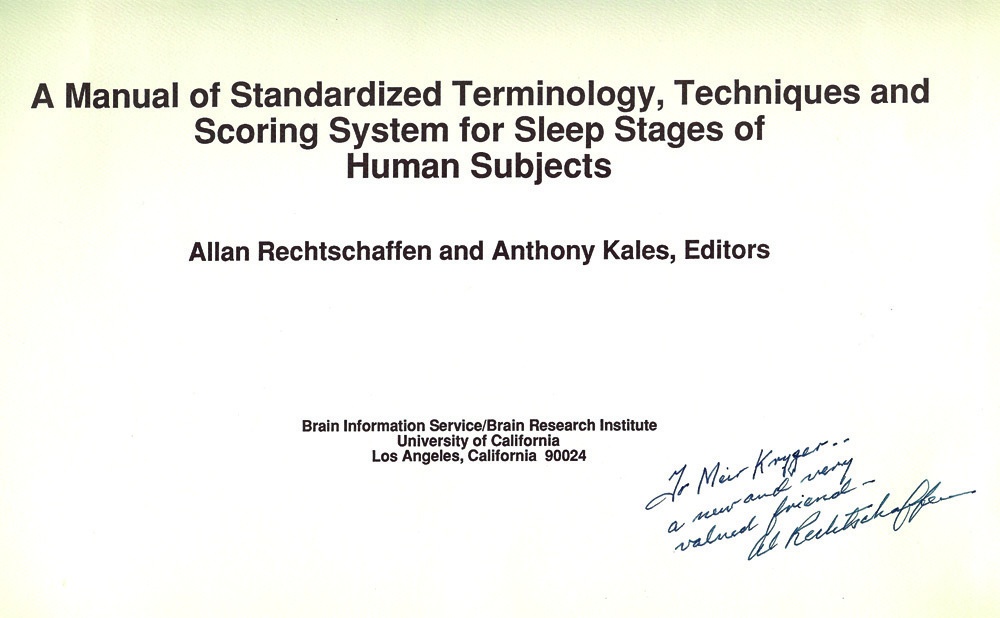 A Manual of Standardized Terminology, Techniques and
Scoring System for Sleep Stages of
Human Subjects
Allan Rechtschaffen and Anthony Kales, Editors
Brain Information Service/Brain Research Institute
University of California
Los Angeles, California 90024
To Meir Kryger..
a new and very
valued friend -
Al Rechtschaffen